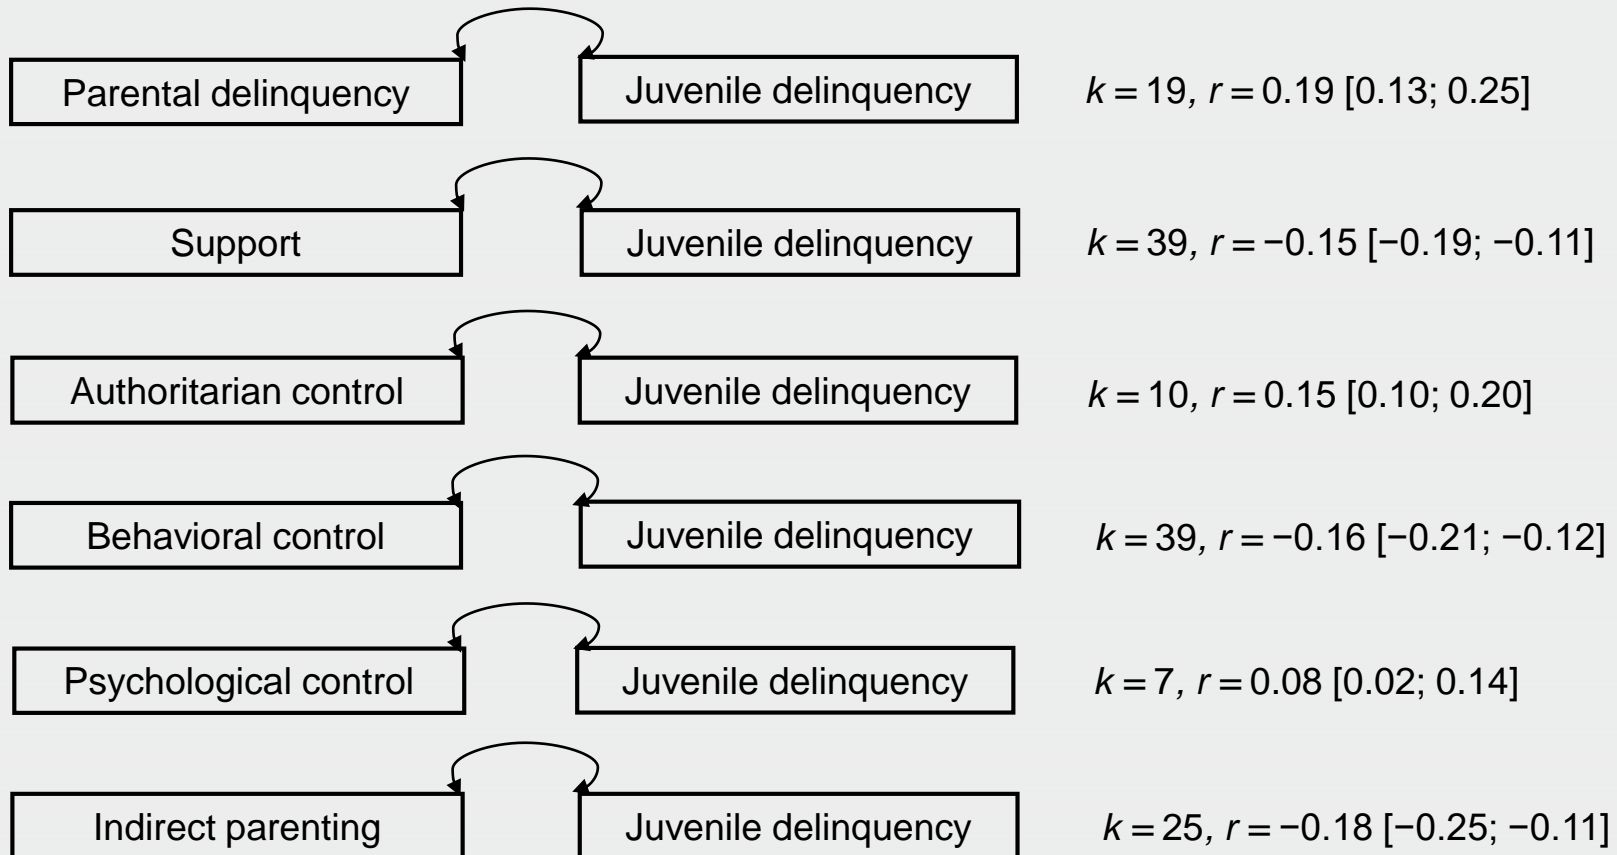 Parental delinquency Juvenile delinquency k = 19, r = 0.19 [0.13; 0.25]
Support Juvenile delinquency k = 39, r = −0.15 [−0.19; −0.11]
Authoritarian control Juvenile delinquency k = 10, r = 0.15 [0.10; 0.20]
Behavioral control Juvenile delinquency k = 39, r = −0.16 [−0.21; −0.12]
Psychological control Juvenile delinquency k = 7, r = 0.08 [0.02; 0.14]
Indirect parenting Juvenile delinquency k = 25, r = −0.18 [−0.25; −0.11]